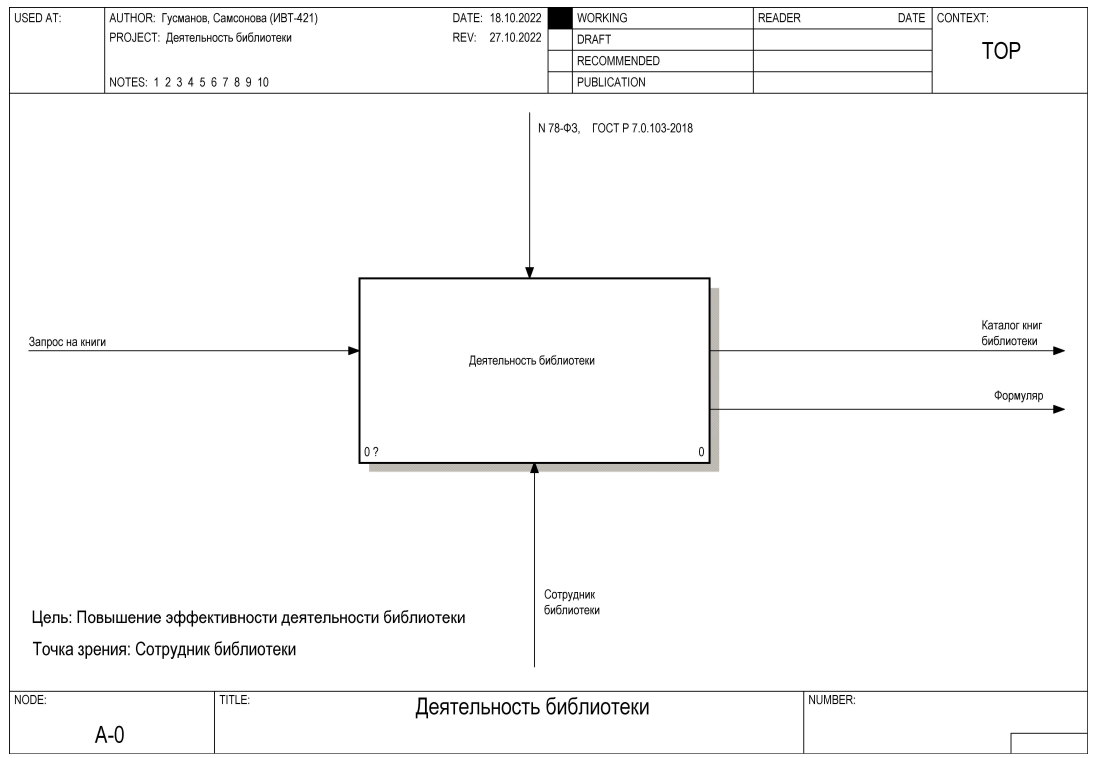 USED AT:
AUTHOR: Гусманов, Самсонова (ИВТ-421)
DATE: 18.10.2022
PROJECT: Деятельность библиотеки
REV: 27.10.2022
NOTES: 1 2 3 4 5 6 7 8 9 10
WORKING
DRAFT
RECOMMENDED
PUBLICATION
READER
DATE
CONTEXT:
TOP
N 78-ФЗ, ГОСТ Р 7.0.103-2018
Запрос на книги
Деятельность библиотеки
0 ?
0
Каталог книг
библиотеки
Формуляр
Сотрудник
библиотеки
Цель: Повышение эффективности деятельности библиотеки
Точка зрения: Сотрудник библиотеки
NODE:
A-0
TITLE:
Деятельность библиотеки
NUMBER: